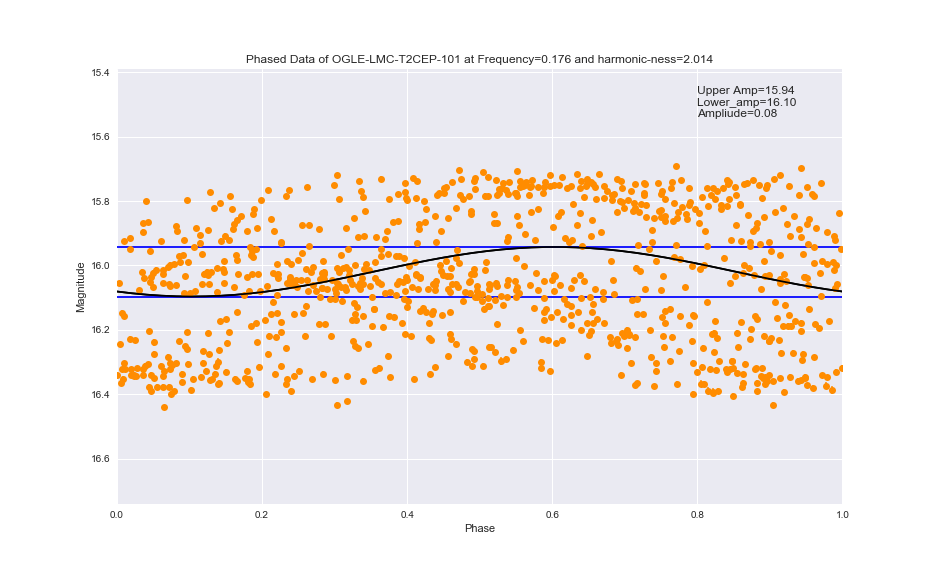 Phased Data of OGLE-LMC-T2CEP-101 at Frequency=0.176 and harmonic-ness=2.014
Upper Amp=15.94
Lower_amp=16.10
Ampliude=0.08
15.4
15.6
15.8
16.0
16.2
16.4
16.6
Magnitude
0.0 0.2 0.4 0.6 0.8 1.0
Phase